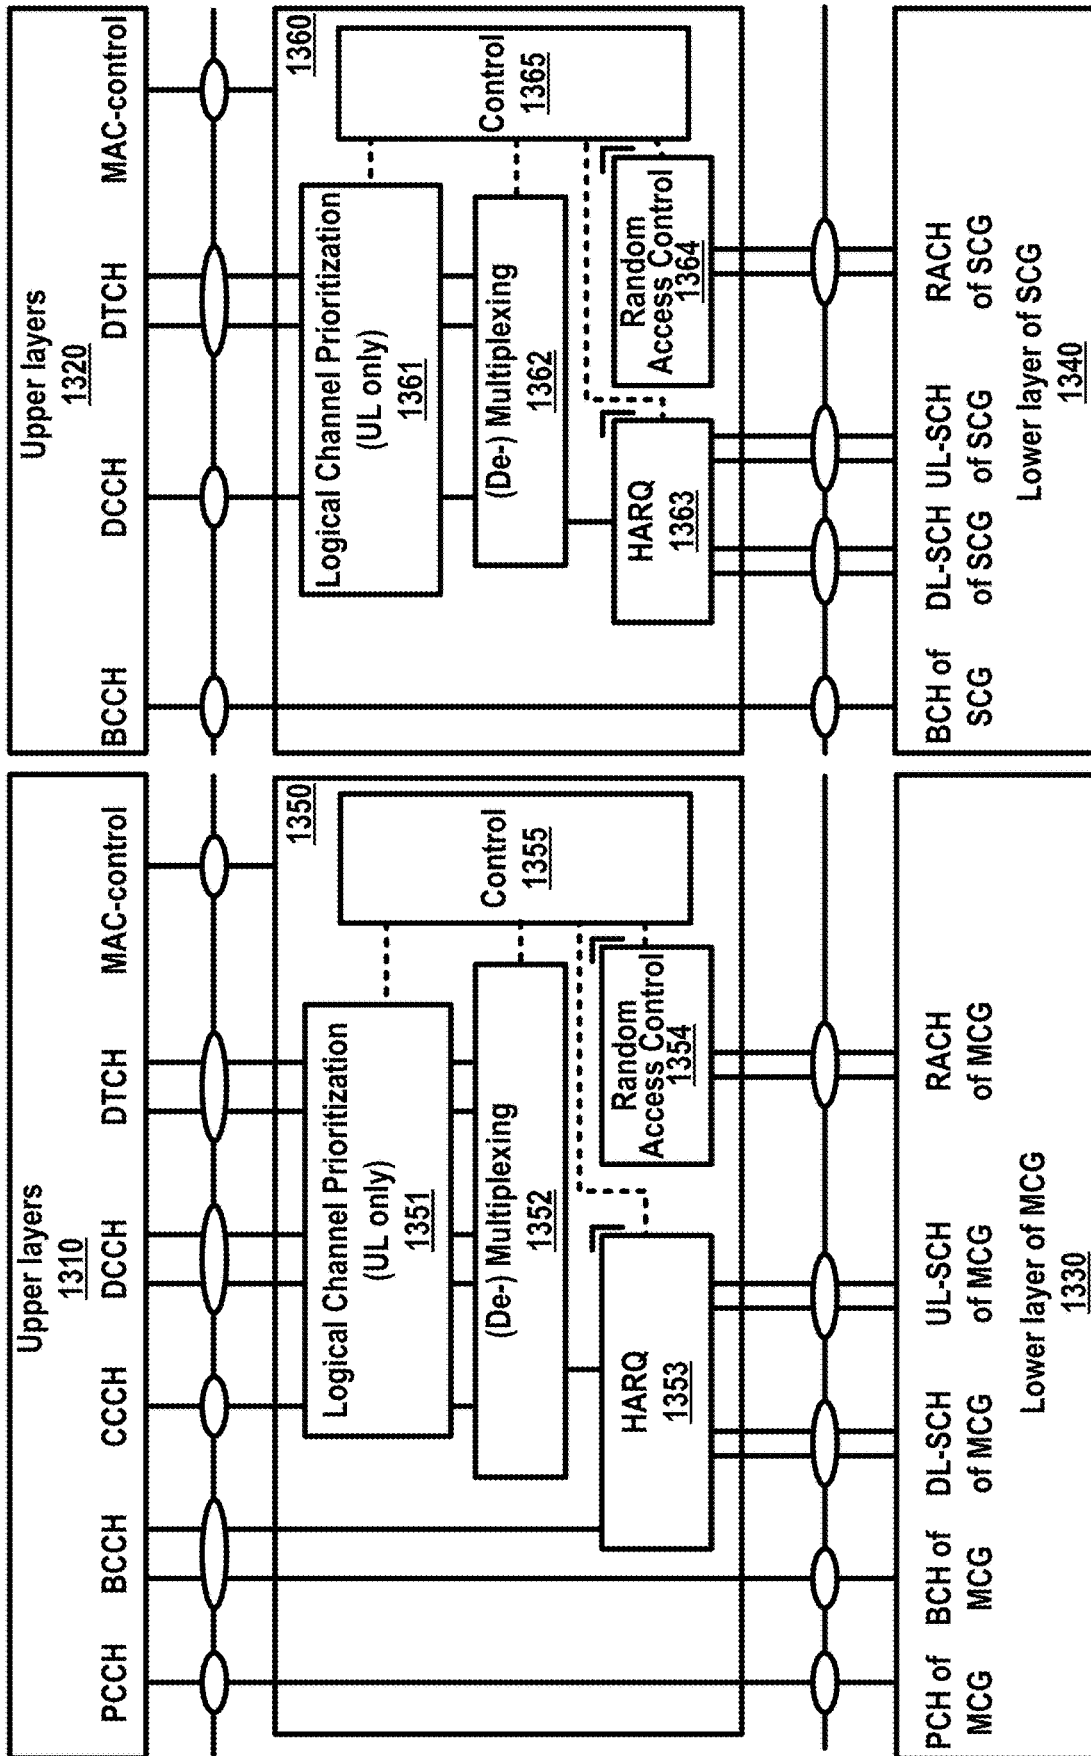 Upper layers
1310
PCCH
BCCH
CCCH
DCCH
DTCH
MAC-control
1350
Logical Channel Prioritization
(UL only)
1351
(De-) Multiplexing
1352
HARQ
1353
Random
Access Control
1354
Control
1355
PCH of
MCG
BCH of
MCG
DL-SCH
of MCG
UL-SCH
of MCG
RACH
of MCG
Lower layer of MCG
1330
Upper layers
1320
BCCH
DCCH
DTCH
MAC-control
1360
Logical Channel Prioritization
(UL only)
1361
(De-) Multiplexing
1362
HARQ
1363
Random
Access Control
1364
Control
1365
BCH of
SCG
DL-SCH
of SCG
UL-SCH
of SCG
RACH
of SCG
Lower layer of SCG
1340